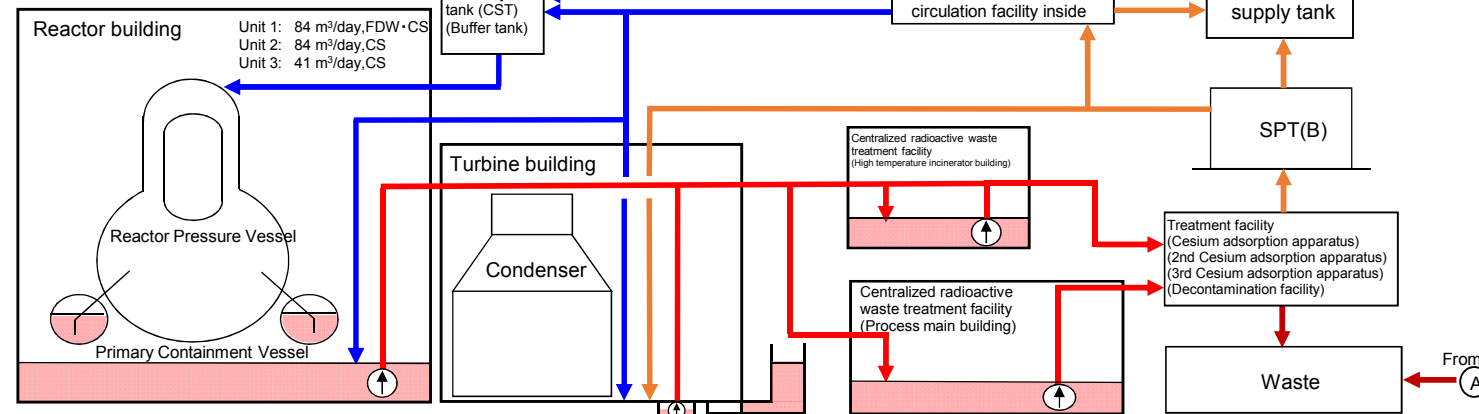 tank (CST)
(Buffer tank)
circulation facility inside
supply tank
Reactor building
Unit 1: 84 m³/day,FDW・CS
Unit 2: 84 m³/day,CS
Unit 3: 41 m³/day,CS
SPT(B)
Centralized radioactive waste
treatment facility
(High temperature incinerator building)
Turbine building
Reactor Pressure Vessel
Condenser
Treatment facility
(Cesium adsorption apparatus)
(2nd Cesium adsorption apparatus)
(3rd Cesium adsorption apparatus)
(Decontamination facility)
Centralized radioactive
waste treatment facility
(Process main building)
Primary Containment Vessel
Waste
From
A